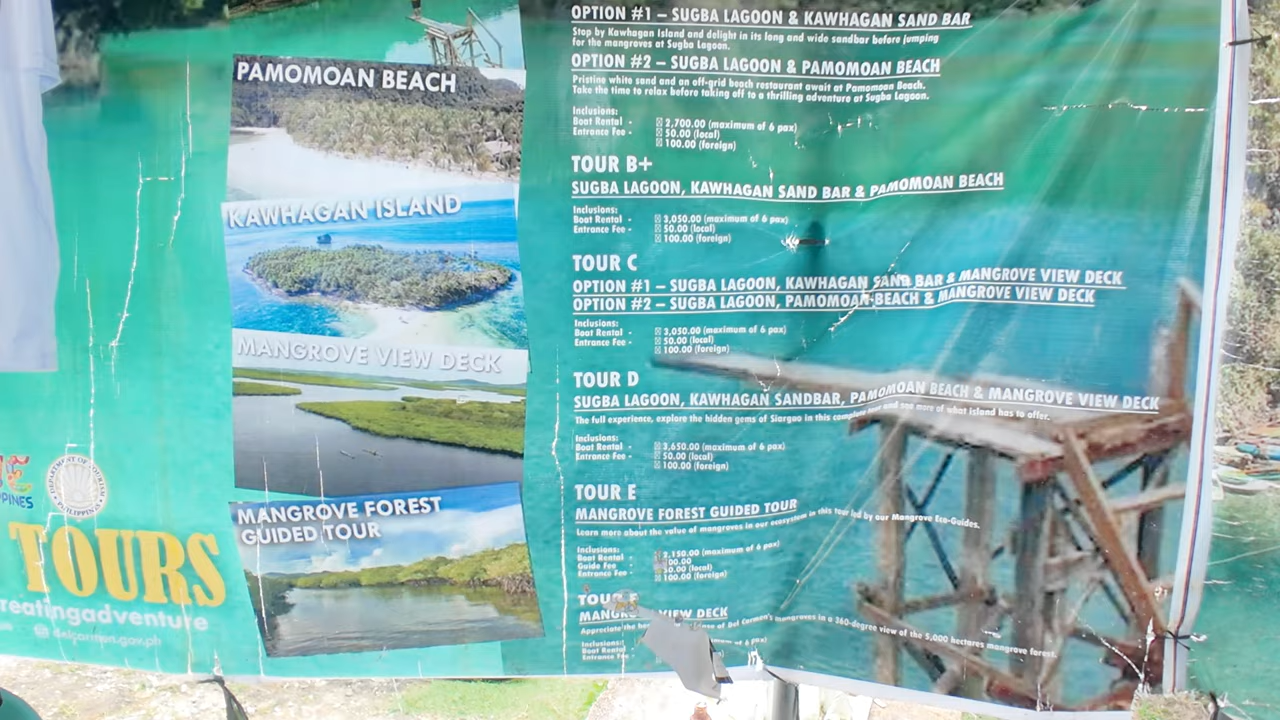 PAMOMOAN BEACH
KAWHAGAN ISLAND
MANGROVE VIEW DECK
MANGROVE FOREST
GUIDED TOUR
DEPARTMENT OF TOURISM
PHILIPPINES
TOURS
reatingadventure
delcarmen.gov.ph
OPTION #1 – SUGBA LAGOON & KAWHAGAN SAND BAR
Stop by Kawhagan Island and delight in its long and wide sandbar before jumping
for the mangroves at Sugba Lagoon.
OPTION #2 – SUGBA LAGOON & PAMOMOAN BEACH
Pristine white sand and an off-grid beach restaurant await at Pamomoan Beach.
Take the time to relax before taking off to a thrilling adventure at Sugba Lagoon.
Inclusions:
Boat Rental - 2,700.00 (maximum of 6 pax)
Entrance Fee - 50.00 (local)
100.00 (foreign)
TOUR B+
SUGBA LAGOON, KAWHAGAN SAND BAR & PAMOMOAN BEACH
Inclusions:
Boat Rental - 3,050.00 (maximum of 6 pax)
Entrance Fee - 50.00 (local)
100.00 (foreign)
TOUR C
OPTION #1 – SUGBA LAGOON, KAWHAGAN SAND BAR & MANGROVE VIEW DECK
OPTION #2 – SUGBA LAGOON, PAMOMOAN BEACH & MANGROVE VIEW DECK
Inclusions:
Boat Rental - 3,050.00 (maximum of 6 pax)
Entrance Fee - 50.00 (local)
100.00 (foreign)
TOUR D
SUGBA LAGOON, KAWHAGAN SANDBAR, PAMOMOAN BEACH & MANGROVE VIEW DECK
The full experience, explore the hidden gems of Siargao in this complete tour and see more of what island has to offer.
Inclusions:
Boat Rental - 3,650.00 (maximum of 6 pax)
Entrance Fee - 50.00 (local)
100.00 (foreign)
TOUR E
MANGROVE FOREST GUIDED TOUR
Learn more about the value of mangroves in our ecosystem in this tour led by our Mangrove Eco-Guides.
Inclusions:
Boat Rental - 2,150.00 (maximum of 6 pax)
Guide Fee - 00.00
Entrance Fee - 50.00 (local)
100.00 (foreign)
TOUR F
VIEW DECK
Appreciate the of Del Carmen's mangroves in a 360-degree view of the 5,000 hectares mangrove forest.
Inclusions:
Boat Rental - of 6 pax)
Entrance Fee -